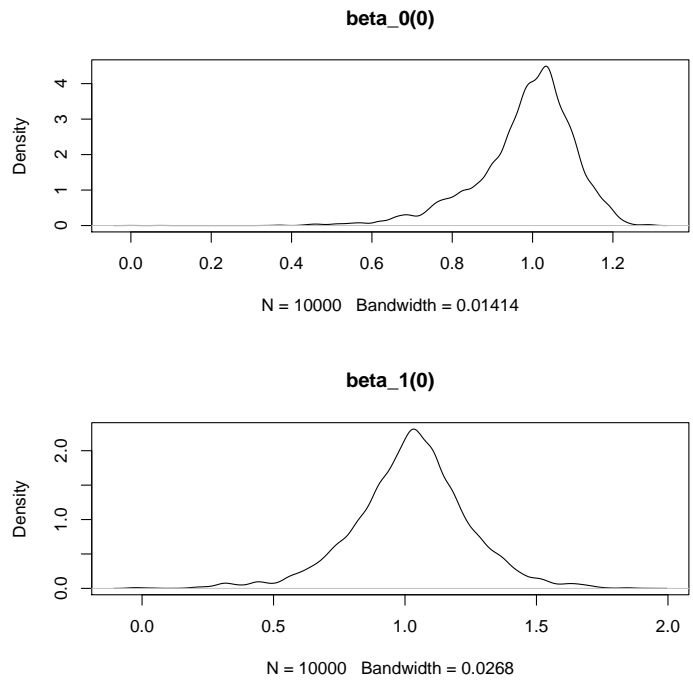 beta_0(0)
Density
4
3
2
1
0
0.0 0.2 0.4 0.6 0.8 1.0 1.2
N = 10000 Bandwidth = 0.01414
beta_1(0)
Density
2.0
1.0
0.0
0.0 0.5 1.0 1.5 2.0
N = 10000 Bandwidth = 0.0268